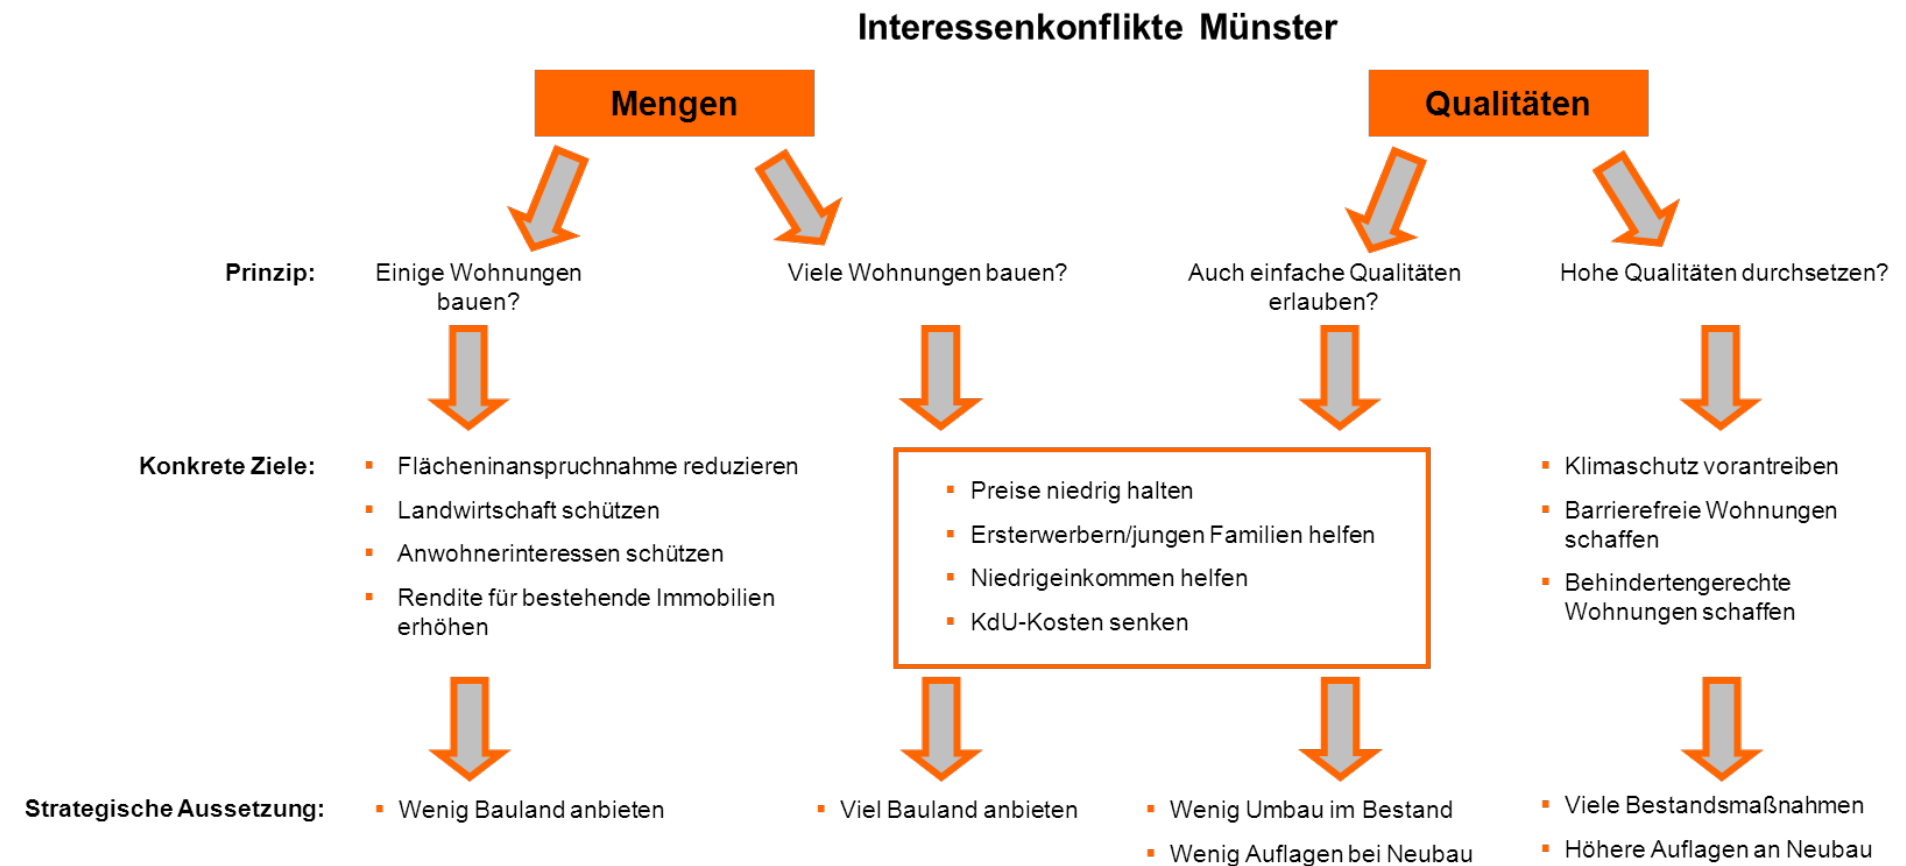 Interessenkonflikte Münster
Mengen
Qualitäten
Prinzip:
Einige Wohnungen
bauen?
Viele Wohnungen bauen?
Auch einfache Qualitäten
erlauben?
Hohe Qualitäten durchsetzen?
Konkrete Ziele:
▪ Flächeninanspruchnahme reduzieren
▪ Landwirtschaft schützen
▪ Anwohnerinteressen schützen
▪ Rendite für bestehende Immobilien
erhöhen
▪ Preise niedrig halten
▪ Ersterwerbern/jungen Familien helfen
▪ Niedrigeinkommen helfen
▪ KdU-Kosten senken
▪ Klimaschutz vorantreiben
▪ Barrierefreie Wohnungen
schaffen
▪ Behindertengerechte
Wohnungen schaffen
Strategische Aussetzung:
▪ Wenig Bauland anbieten
▪ Viel Bauland anbieten
▪ Wenig Umbau im Bestand
▪ Wenig Auflagen bei Neubau
▪ Viele Bestandsmaßnahmen
▪ Höhere Auflagen an Neubau